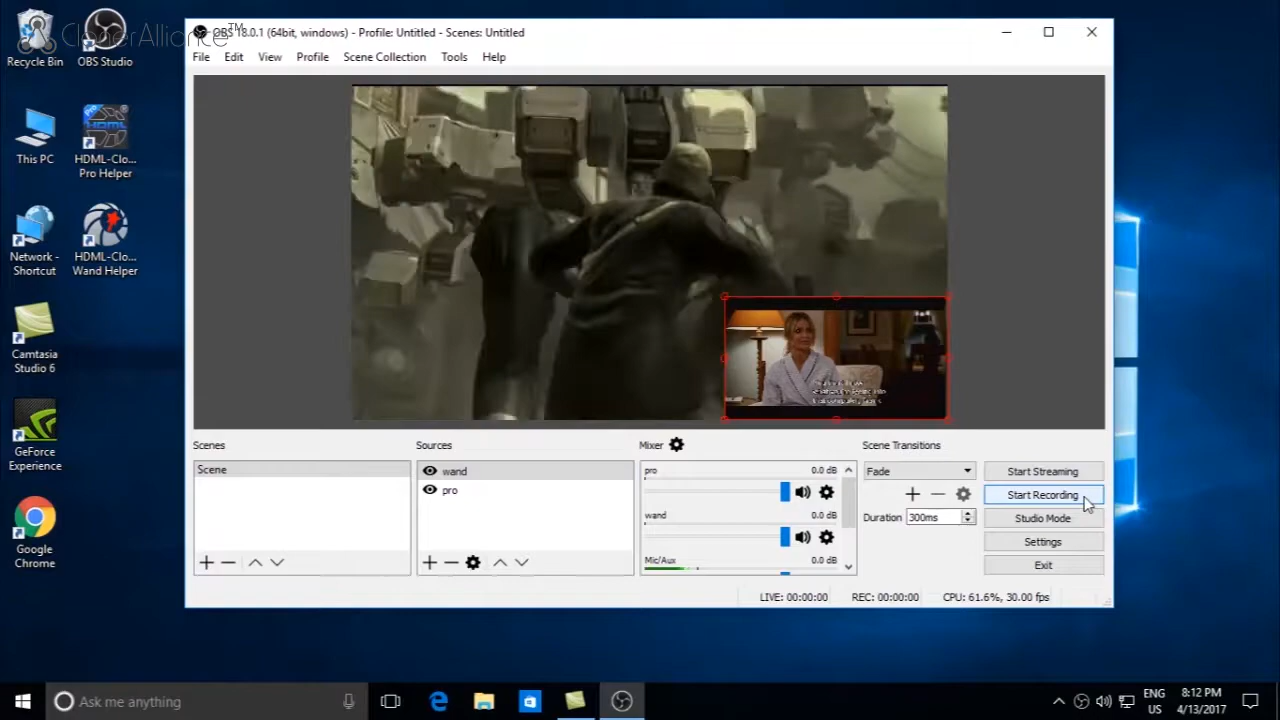 ClonerAlliance™
OBS 18.0.1 (64bit, windows) - Profile: Untitled - Scenes: Untitled
File Edit View Profile Scene Collection Tools Help
Recycle Bin
OBS Studio
This PC
HDML-Clo...
Pro Helper
Network -
Shortcut
HDML-Clo...
Wand Helper
Camtasia
Studio 6
GeForce
Experience
Google
Chrome
Scenes
Scene
Sources
wand
pro
Mixer
pro 0.0 dB
wand 0.0 dB
Mic/Aux 0.0 dB
Scene Transitions
Fade
Duration 300ms
Start Streaming
Start Recording
Studio Mode
Settings
Exit
LIVE: 00:00:00 REC: 00:00:00 CPU: 61.6%, 30.00 fps
Ask me anything
ENG
US
8:12 PM
4/13/2017